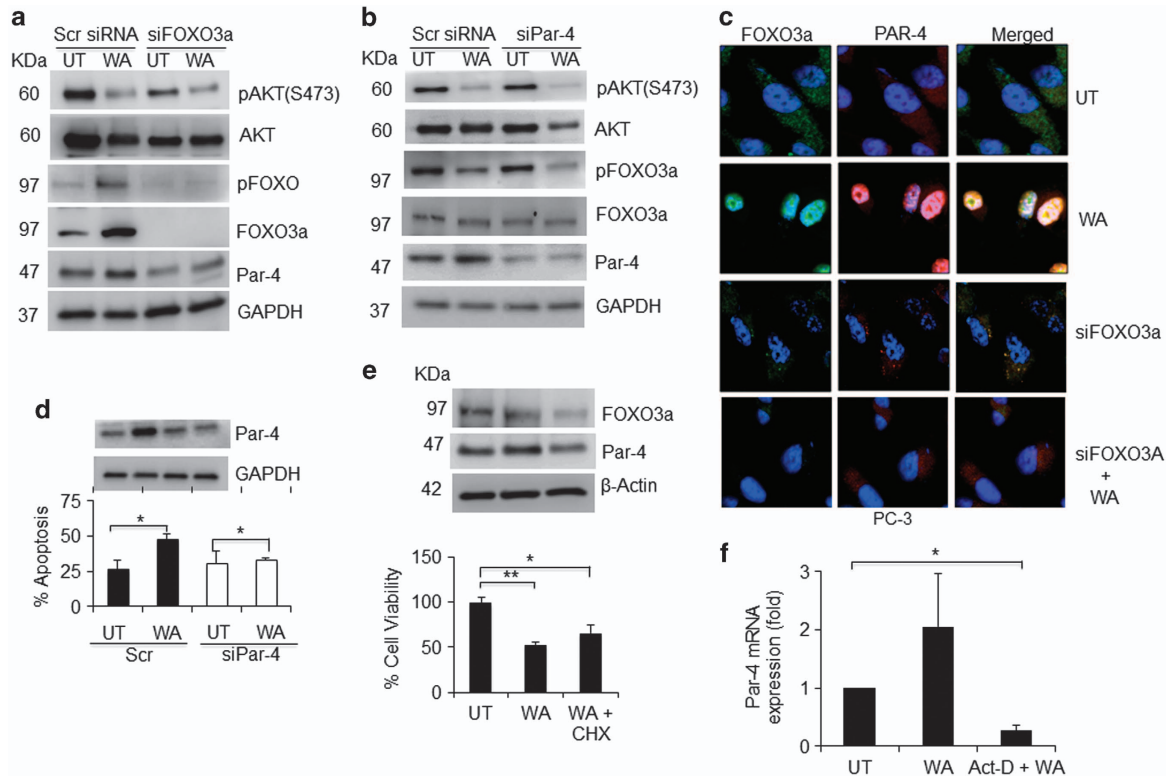 a
Scr siRNA siFOXO3a
KDa UT WA UT WA
60 pAKT(S473)
60 AKT
97 pFOXO
97 FOXO3a
47 Par-4
37 GAPDH
b
Scr siRNA siPar-4
KDa UT WA UT WA
60 pAKT(S473)
60 AKT
97 pFOXO3a
97 FOXO3a
47 Par-4
37 GAPDH
c
FOXO3a PAR-4 Merged
UT
WA
siFOXO3a
siFOXO3A
+
WA
PC-3
d
Par-4
GAPDH
% Apoptosis
75
50
25
0
* *
UT WA UT WA
Scr siPar-4
e
KDa
97 FOXO3a
47 Par-4
42 β-Actin
% Cell Viability
150
100
50
0
*
**
UT WA WA +
CHX
f
Par-4 mRNA
expression (fold)
3
2
1
0
*
UT WA Act-D + WA